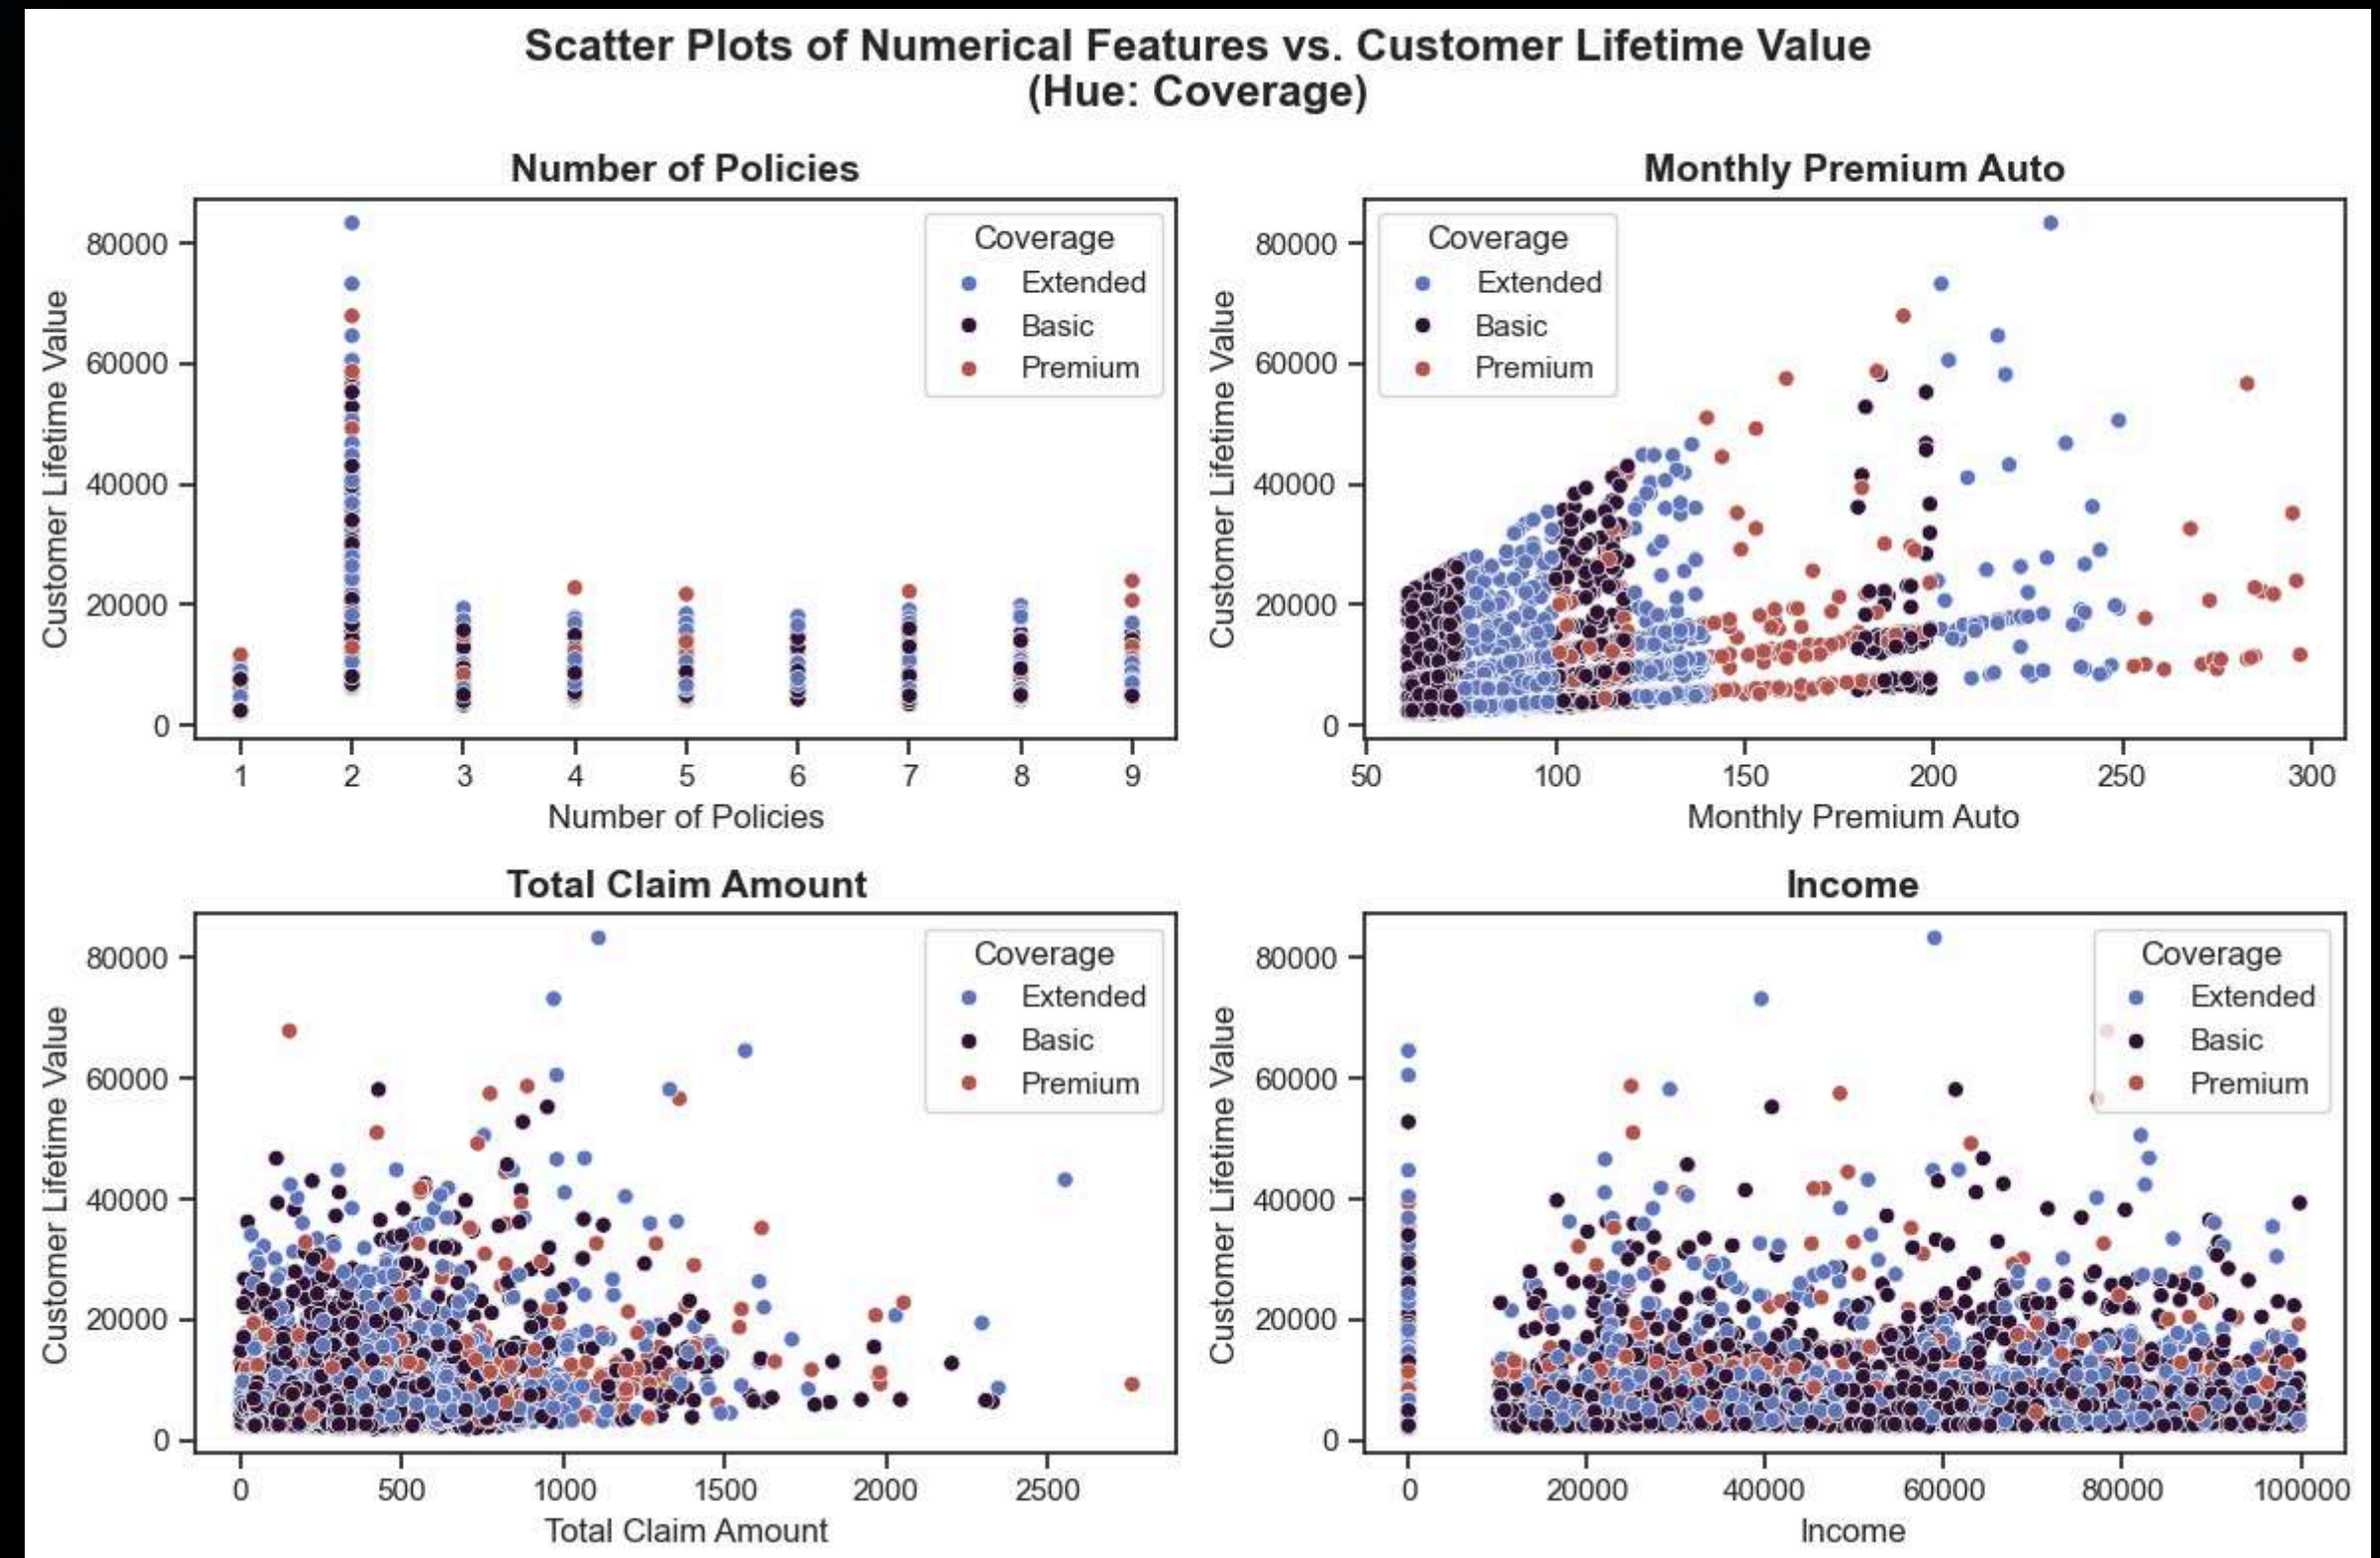 Scatter Plots of Numerical Features vs. Customer Lifetime Value
(Hue: Coverage)
Number of Policies
Customer Lifetime Value
80000
60000
40000
20000
0
Coverage
Extended
Basic
Premium
1 2 3 4 5 6 7 8 9
Number of Policies
Monthly Premium Auto
Customer Lifetime Value
80000
60000
40000
20000
0
Coverage
Extended
Basic
Premium
50 100 150 200 250 300
Monthly Premium Auto
Total Claim Amount
Customer Lifetime Value
80000
60000
40000
20000
0
Coverage
Extended
Basic
Premium
0 500 1000 1500 2000 2500
Total Claim Amount
Income
Customer Lifetime Value
80000
60000
40000
20000
0
Coverage
Extended
Basic
Premium
0 20000 40000 60000 80000 100000
Income